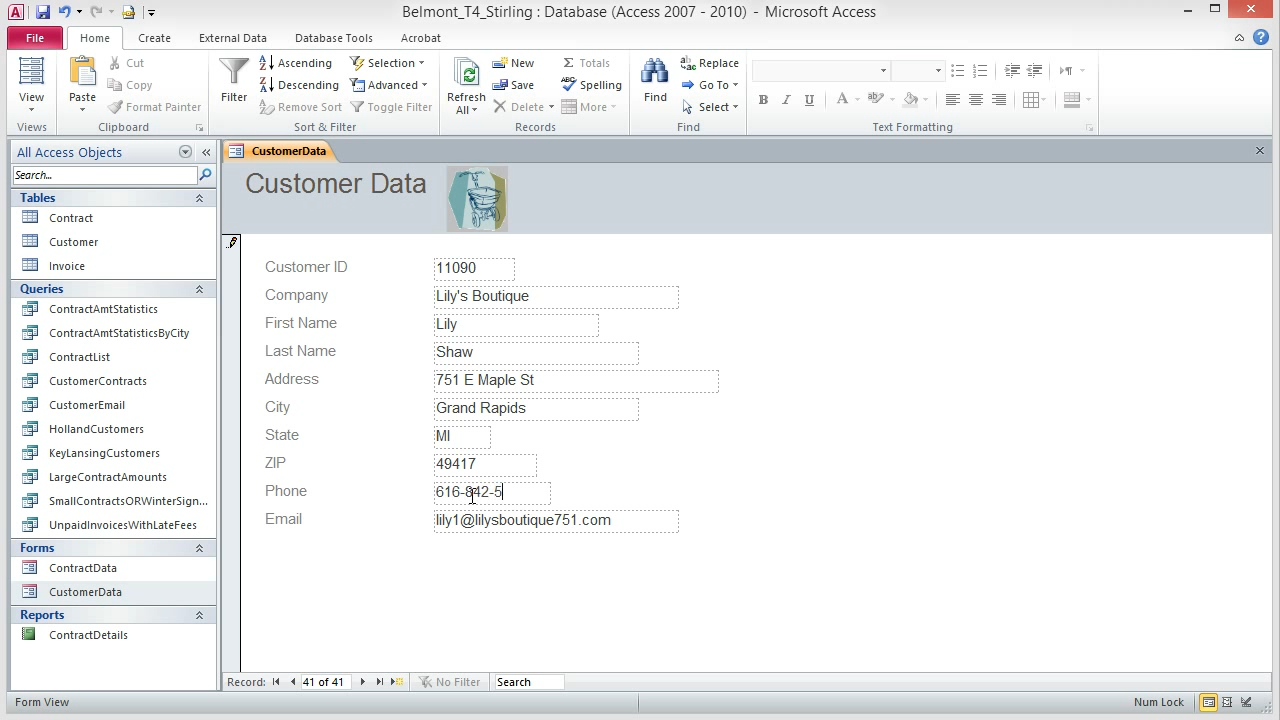 Belmont_T4_Stirling : Database (Access 2007 - 2010) - Microsoft Access
File Home Create External Data Database Tools Acrobat
View
Views
Paste
Cut
Copy
Format Painter
Clipboard
Filter
Ascending
Descending
Remove Sort
Selection
Advanced
Toggle Filter
Sort & Filter
Refresh All
New
Save
Delete
Totals
Spelling
More
Records
Find
Replace
Go To
Select
Find
B I U A
Text Formatting
All Access Objects
Search...
Tables
Contract
Customer
Invoice
Queries
ContractAmtStatistics
ContractAmtStatisticsByCity
ContractList
CustomerContracts
CustomerEmail
HollandCustomers
KeyLansingCustomers
LargeContractAmounts
SmallContractsORWinterSign...
UnpaidInvoicesWithLateFees
Forms
ContractData
CustomerData
Reports
ContractDetails
CustomerData
Customer Data
Customer ID 11090
Company Lily's Boutique
First Name Lily
Last Name Shaw
Address 751 E Maple St
City Grand Rapids
State MI
ZIP 49417
Phone 616-842-5
Email lily1@lilysboutique751.com
Record: 41 of 41 No Filter Search
Form View Num Lock